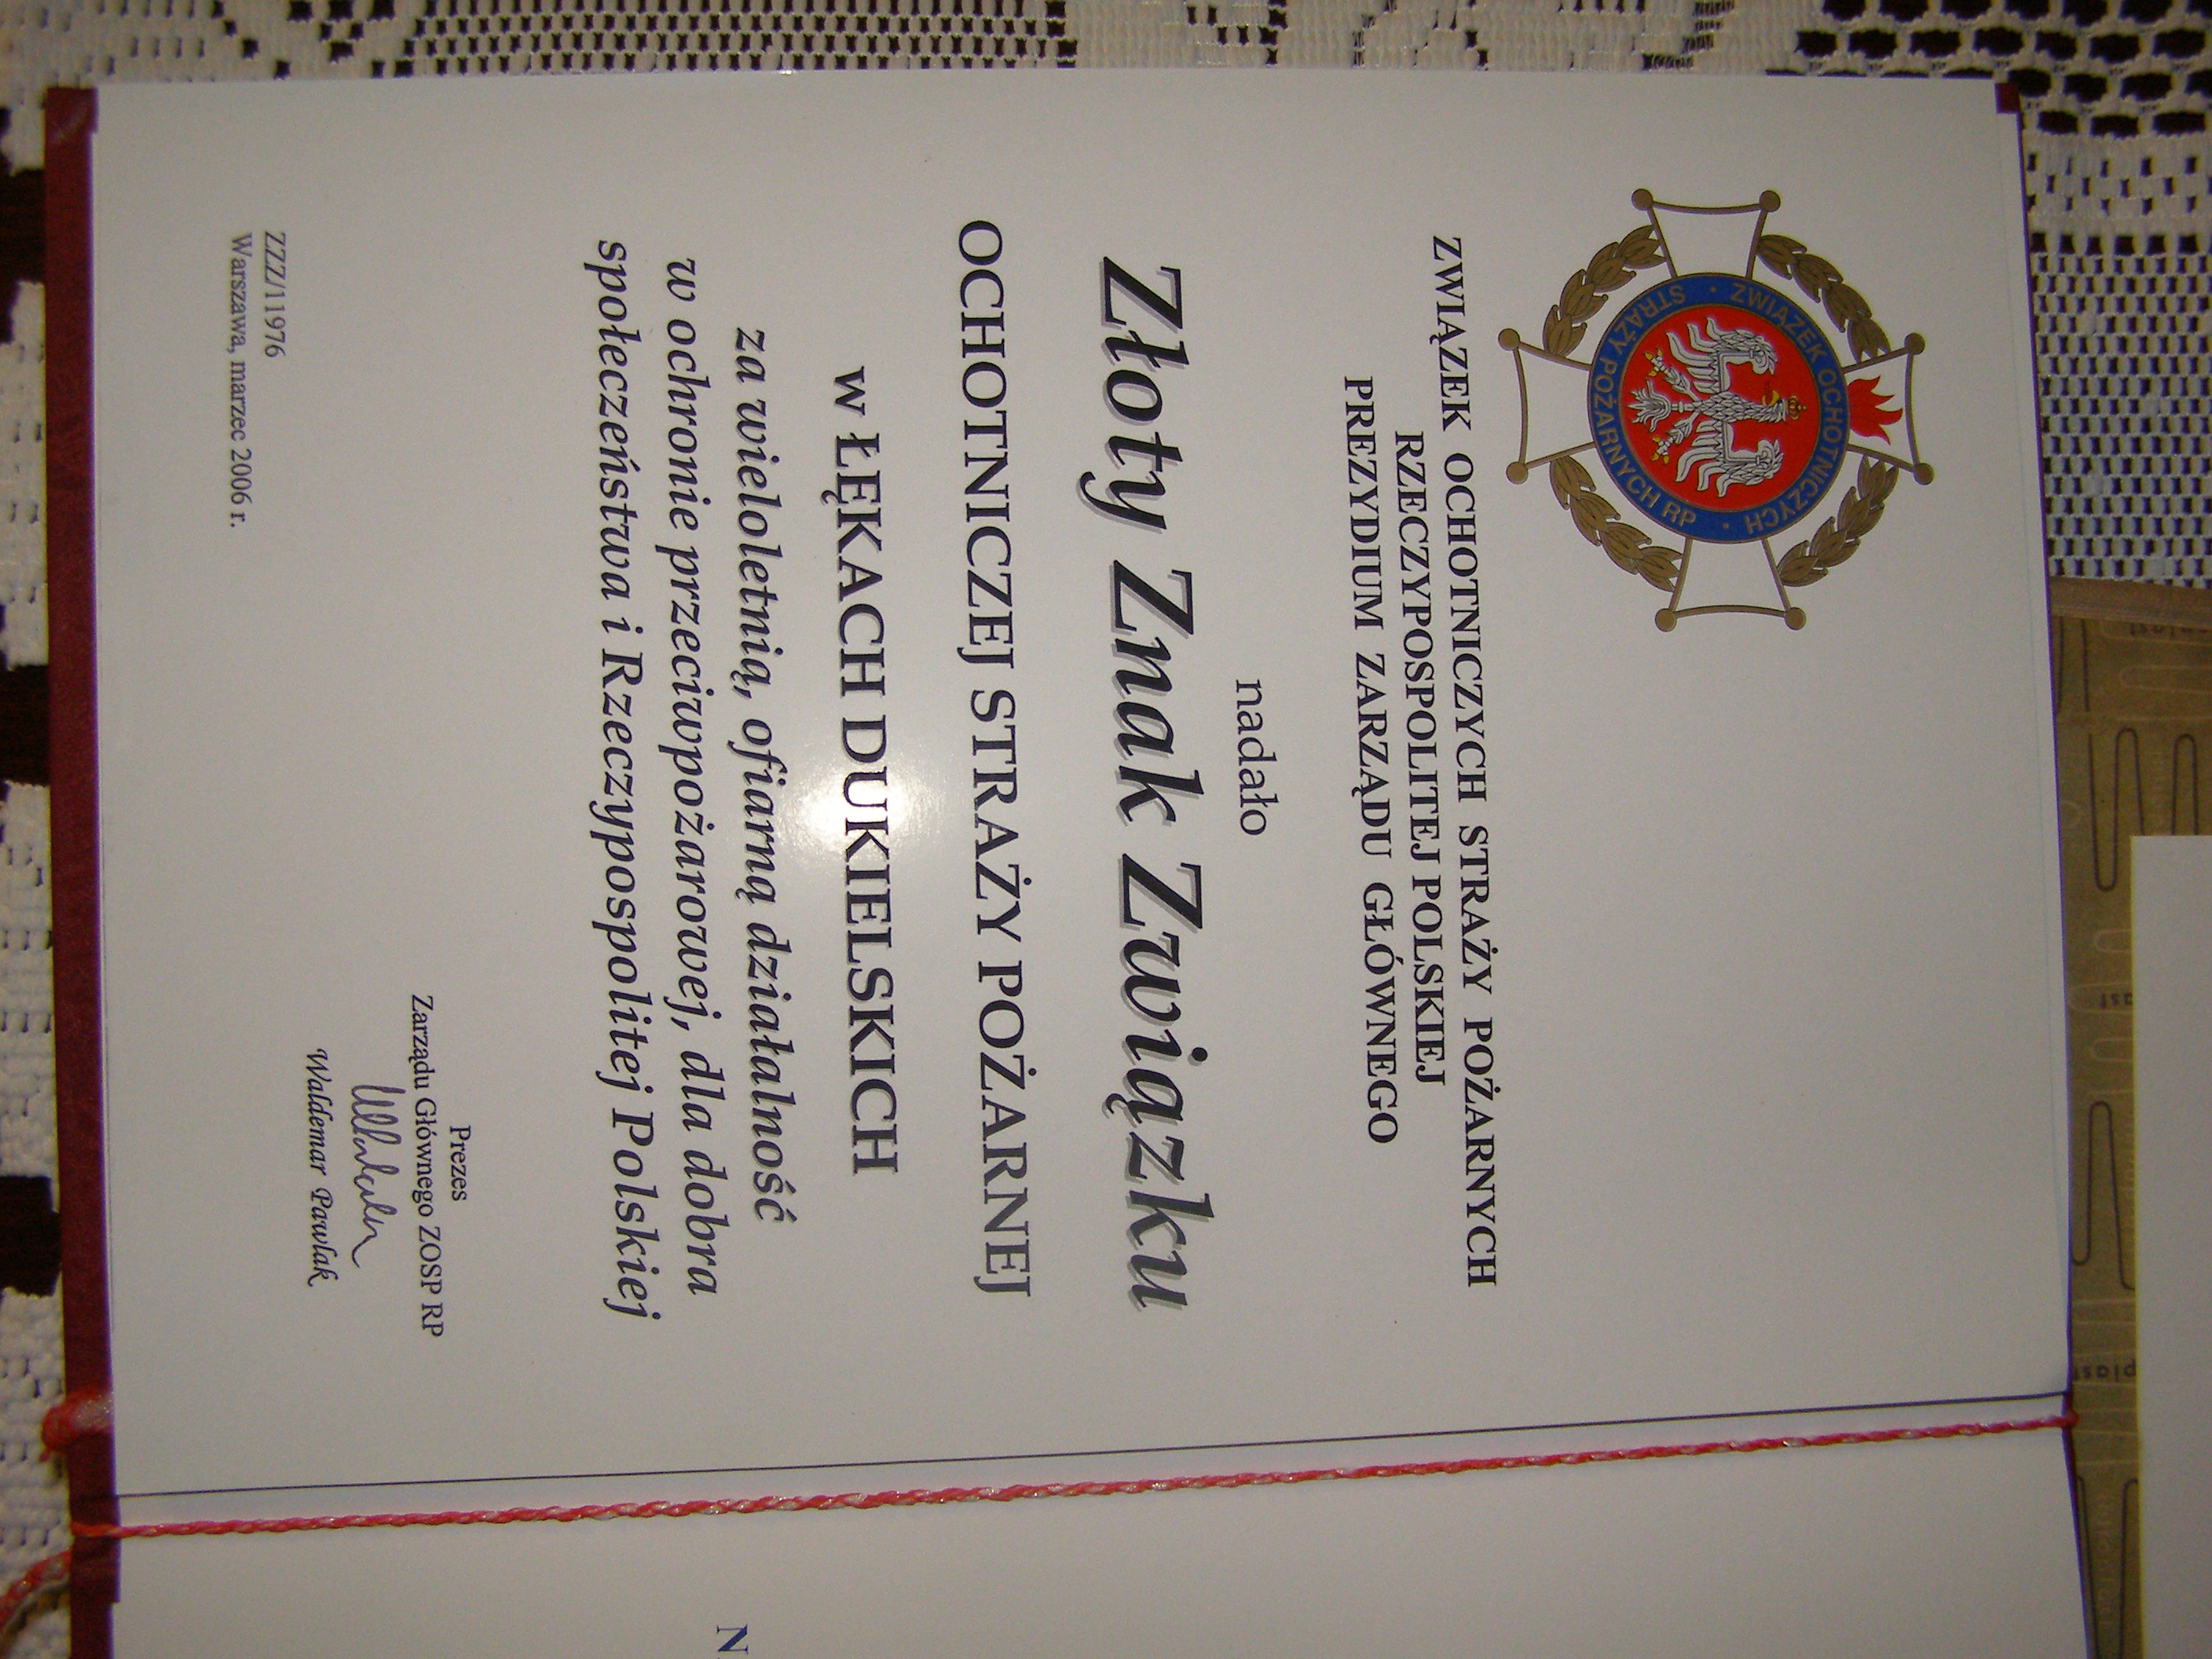 ZWIĄZEK OCHOTNICZYCH
STRAŻY POŻARNYCH RP
ZWIĄZEK OCHOTNICZYCH STRAŻY POŻARNYCH
RZECZYPOSPOLITEJ POLSKIEJ
PREZYDIUM ZARZĄDU GŁÓWNEGO
nadało
Złoty Znak Związku
OCHOTNICZEJ STRAŻY POŻARNEJ
w ŁĘKACH DUKIELSKICH
za wieloletnią, ofiarną działalność
w ochronie przeciwpożarowej, dla dobra
społeczeństwa i Rzeczypospolitej Polskiej
Prezes
Zarządu Głównego ZOSP RP
Waldemar Pawlak
ZZZ/11976
Warszawa, marzec 2006 r.
N